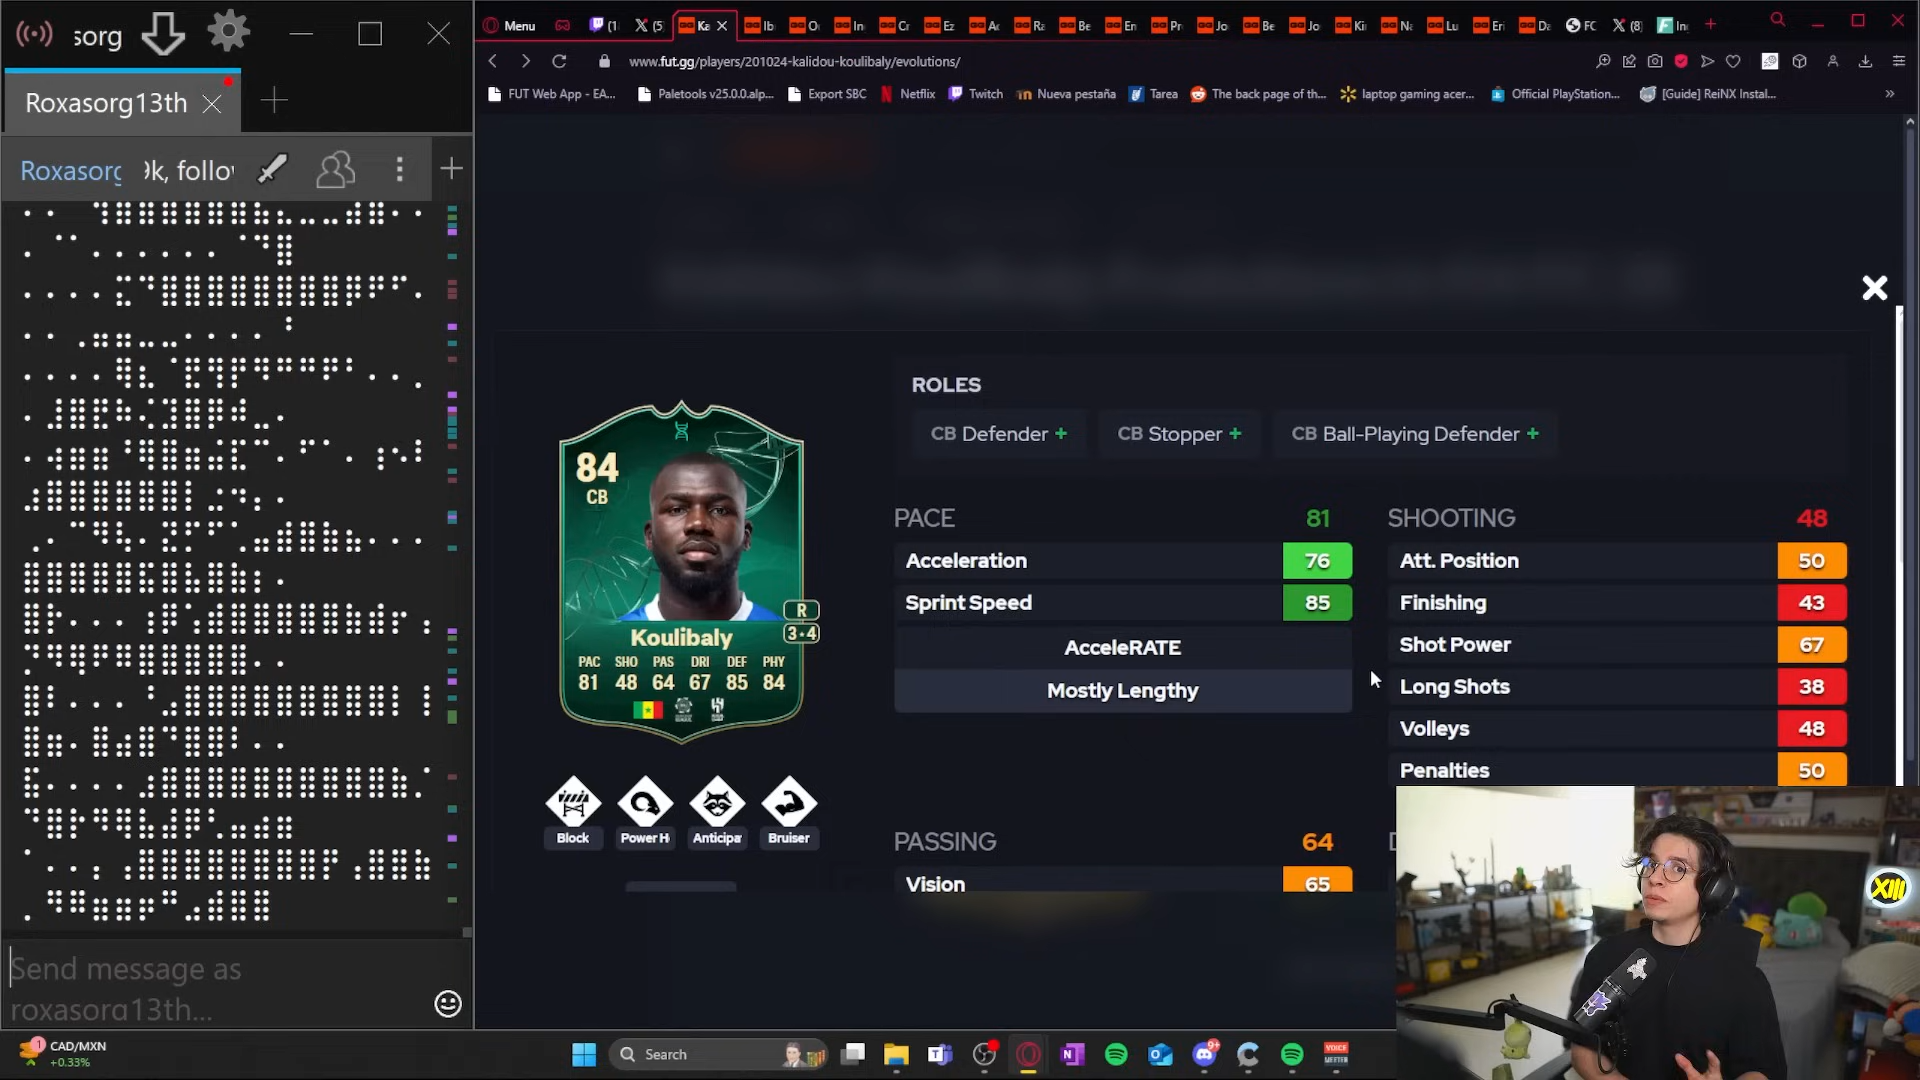 sorg
Roxasorg13th
Roxasorg
k, follo
Send message as
roxasorg13th...
Menu
www.fut.gg/players/201024-kalidou-koulibaly/evolutions/
FUT Web App - EA...
Paletools v25.0.0.alp...
Export SBC
Netflix
Twitch
Nueva pestaña
Tarea
The back page of th...
laptop gaming acer...
Official PlayStation...
[Guide] ReiNX Instal...
ROLES
CB Defender +
CB Stopper +
CB Ball-Playing Defender +
84
CB
R
3★4
Koulibaly
PAC SHO PAS DRI DEF PHY
81 48 64 67 85 84
Block
Power H
Anticipa
Bruiser
PACE 81
Acceleration 76
Sprint Speed 85
AcceleRATE
Mostly Lengthy
SHOOTING 48
Att. Position 50
Finishing 43
Shot Power 67
Long Shots 38
Volleys 48
Penalties 50
PASSING 64
Vision 65
XIII
CAD/MXN
+0.33%
Search